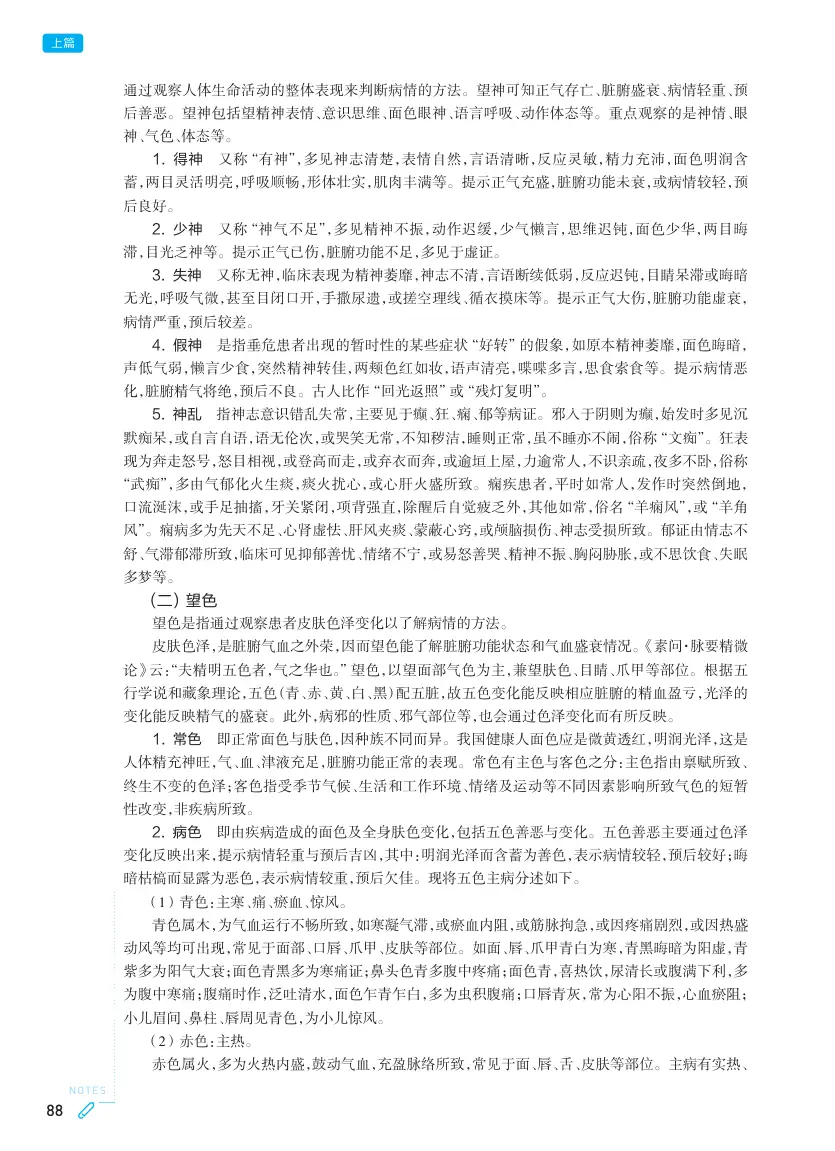 上篇
通过观察人体生命活动的整体表现来判断病情的方法。望神可知正气存亡、脏腑盛衰、病情轻重、预
后善恶。望神包括望精神表情、意识思维、面色眼神、语言呼吸、动作体态等。重点观察的是神情、眼
神、气色、体态等。
1. 得神　又称“有神”,多见神志清楚,表情自然,言语清晰,反应灵敏,精力充沛,面色明润含
蓄,两目灵活明亮,呼吸顺畅,形体壮实,肌肉丰满等。提示正气充盛,脏腑功能未衰,或病情较轻,预
后良好。
2. 少神　又称“神气不足”,多见精神不振,动作迟缓,少气懒言,思维迟钝,面色少华,两目晦
滞,目光乏神等。提示正气已伤,脏腑功能不足,多见于虚证。
3. 失神　又称无神,临床表现为精神萎靡,神志不清,言语断续低弱,反应迟钝,目睛呆滞或晦暗
无光,呼吸气微,甚至目闭口开,手撒尿遗,或搓空理线、循衣摸床等。提示正气大伤,脏腑功能虚衰,
病情严重,预后较差。
4. 假神　是指垂危患者出现的暂时性的某些症状“好转”的假象,如原本精神萎靡,面色晦暗,
声低气弱,懒言少食,突然精神转佳,两颊色红如妆,语声清亮,喋喋多言,思食索食等。提示病情恶
化,脏腑精气将绝,预后不良。古人比作“回光返照”或“残灯复明”。
5. 神乱　指神志意识错乱失常,主要见于癫、狂、痫、郁等病证。邪入于阴则为癫,始发时多见沉
默痴呆,或自言自语,语无伦次,或哭笑无常,不知秽洁,睡则正常,虽不睡亦不闹,俗称“文痴”。狂表
现为奔走怒号,怒目相视,或登高而走,或弃衣而奔,或逾垣上屋,力逾常人,不识亲疏,夜多不卧,俗称
“武痴”,多由气郁化火生痰,痰火扰心,或心肝火盛所致。痫疾患者,平时如常人,发作时突然倒地,
口流涎沫,或手足抽搐,牙关紧闭,项背强直,除醒后自觉疲乏外,其他如常,俗名“羊痫风”,或“羊角
风”。痫病多为先天不足、心肾虚怯、肝风夹痰、蒙蔽心窍,或颅脑损伤、神志受损所致。郁证由情志不
舒、气滞郁滞所致,临床可见抑郁善忧、情绪不宁,或易怒善哭、精神不振、胸闷胁胀,或不思饮食、失眠
多梦等。
（二）望色
望色是指通过观察患者皮肤色泽变化以了解病情的方法。
皮肤色泽,是脏腑气血之外荣,因而望色能了解脏腑功能状态和气血盛衰情况。《素问·脉要精微
论》云:“夫精明五色者,气之华也。”望色,以望面部气色为主,兼望肤色、目睛、爪甲等部位。根据五
行学说和藏象理论,五色(青、赤、黄、白、黑)配五脏,故五色变化能反映相应脏腑的精血盈亏,光泽的
变化能反映精气的盛衰。此外,病邪的性质、邪气部位等,也会通过色泽变化而有所反映。
1. 常色　即正常面色与肤色,因种族不同而异。我国健康人面色应是微黄透红,明润光泽,这是
人体精充神旺,气、血、津液充足,脏腑功能正常的表现。常色有主色与客色之分:主色指由禀赋所致、
终生不变的色泽;客色指受季节气候、生活和工作环境、情绪及运动等不同因素影响所致气色的短暂
性改变,非疾病所致。
2. 病色　即由疾病造成的面色及全身肤色变化,包括五色善恶与变化。五色善恶主要通过色泽
变化反映出来,提示病情轻重与预后吉凶,其中:明润光泽而含蓄为善色,表示病情较轻,预后较好;晦
暗枯槁而显露为恶色,表示病情较重,预后欠佳。现将五色主病分述如下。
（1）青色:主寒、痛、瘀血、惊风。
青色属木,为气血运行不畅所致,如寒凝气滞,或瘀血内阻,或筋脉拘急,或因疼痛剧烈,或因热盛
动风等均可出现,常见于面部、口唇、爪甲、皮肤等部位。如面、唇、爪甲青白为寒,青黑晦暗为阳虚,青
紫多为阳气大衰;面色青黑多为寒痛证;鼻头色青多腹中疼痛;面色青,喜热饮,尿清长或腹满下利,多
为腹中寒痛;腹痛时作,泛吐清水,面色乍青乍白,多为虫积腹痛;口唇青灰,常为心阳不振,心血瘀阻;
小儿眉间、鼻柱、唇周见青色,为小儿惊风。
（2）赤色:主热。
赤色属火,多为火热内盛,鼓动气血,充盈脉络所致,常见于面、唇、舌、皮肤等部位。主病有实热、
NOTES
88